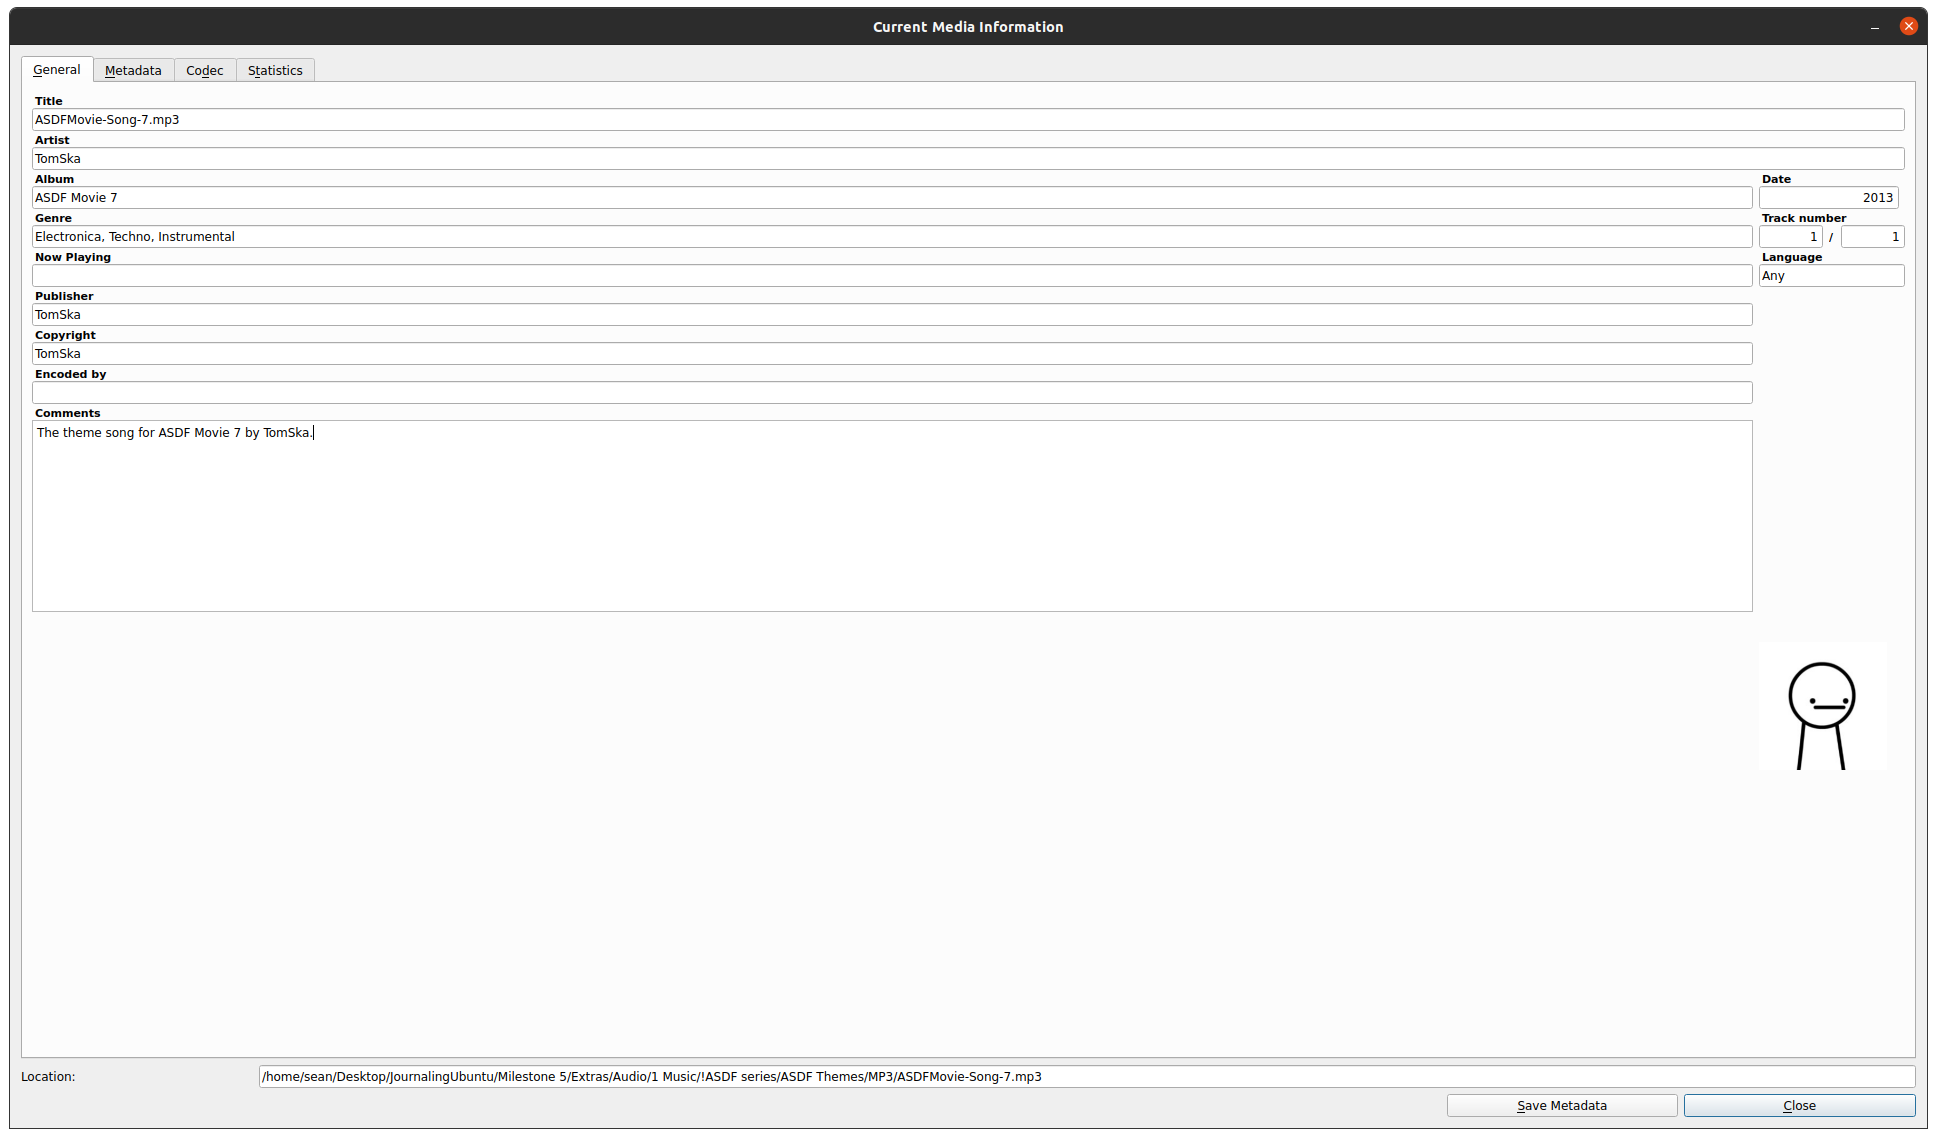 Current Media Information
General Metadata Codec Statistics
Title
ASDFMovie-Song-7.mp3
Artist
TomSka
Album Date
ASDF Movie 7 2013
Genre Track number
Electronica, Techno, Instrumental 1 / 1
Now Playing Language
Any
Publisher
TomSka
Copyright
TomSka
Encoded by
Comments
The theme song for ASDF Movie 7 by TomSka.
Location: /home/sean/Desktop/JournalingUbuntu/Milestone 5/Extras/Audio/1 Music/!ASDF series/ASDF Themes/MP3/ASDFMovie-Song-7.mp3
Save Metadata Close